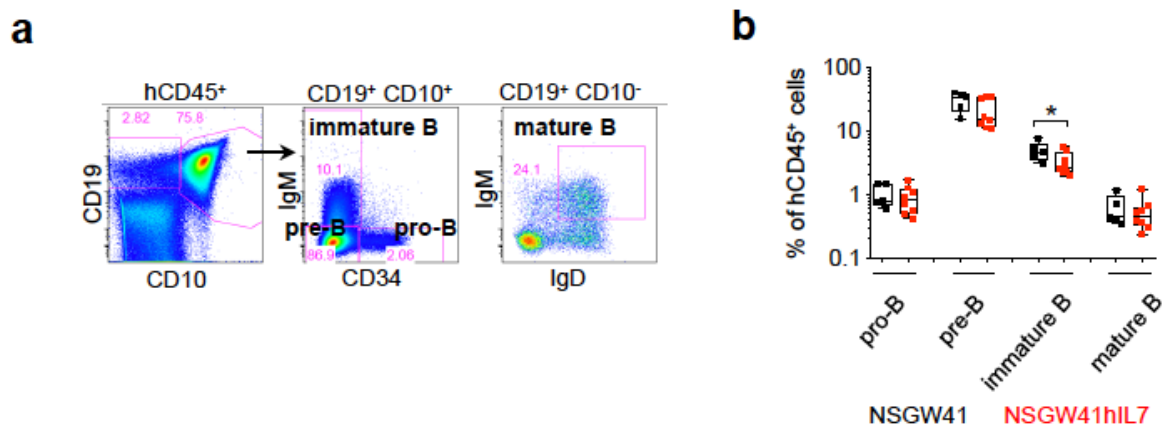 a
hCD45⁺
CD19⁺ CD10⁺
CD19⁺ CD10⁻
2.82
75.8
immature B
mature B
10.1
24.1
pre-B
pro-B
86.9
2.06
CD19
IgM
IgM
CD10
CD34
IgD
b
100
10
1
0.1
% of hCD45⁺ cells
*
pro-B
pre-B
immature B
mature B
NSGW41
NSGW41hIL7